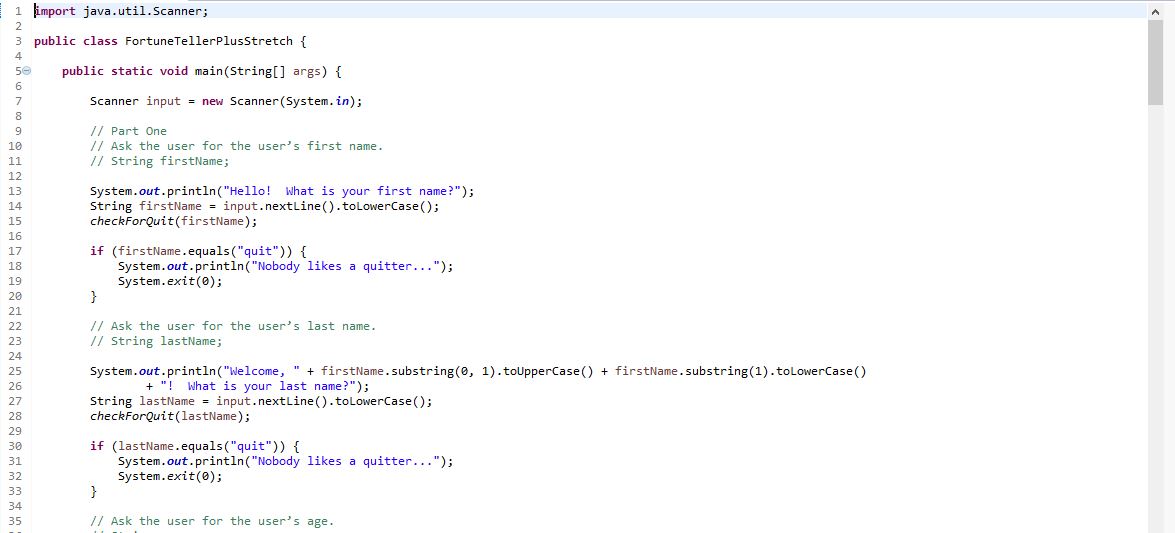 1 import java.util.Scanner;
2
3 public class FortuneTellerPlusStretch {
4
5 public static void main(String[] args) {
6
7 Scanner input = new Scanner(System.in);
8
9 // Part One
10 // Ask the user for the user’s first name.
11 // String firstName;
12
13 System.out.println("Hello!  What is your first name?");
14 String firstName = input.nextLine().toLowerCase();
15 checkForQuit(firstName);
16
17 if (firstName.equals("quit")) {
18 System.out.println("Nobody likes a quitter...");
19 System.exit(0);
20 }
21
22 // Ask the user for the user’s last name.
23 // String lastName;
24
25 System.out.println("Welcome, " + firstName.substring(0, 1).toUpperCase() + firstName.substring(1).toLowerCase()
26 + "!  What is your last name?");
27 String lastName = input.nextLine().toLowerCase();
28 checkForQuit(lastName);
29
30 if (lastName.equals("quit")) {
31 System.out.println("Nobody likes a quitter...");
32 System.exit(0);
33 }
34
35 // Ask the user for the user’s age.